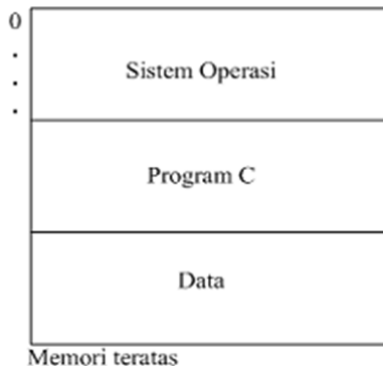 0
.
.
.
Sistem Operasi
Program C
Data
Memori teratas